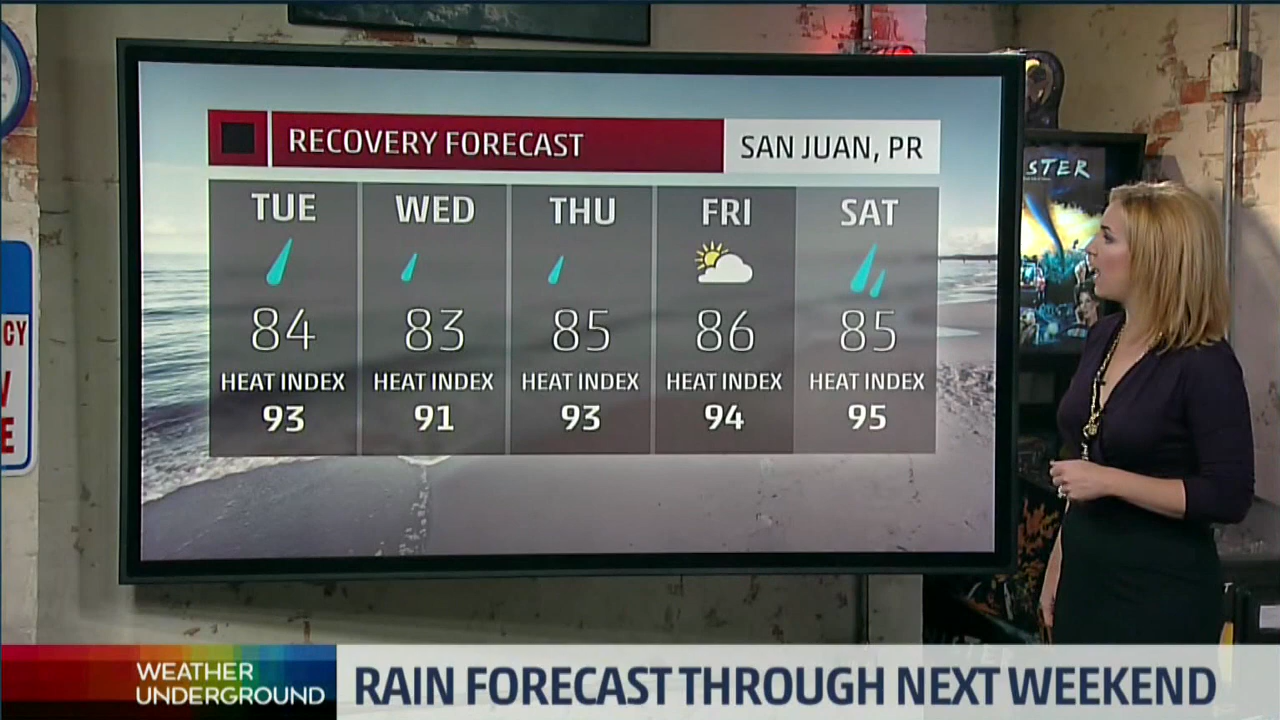 RECOVERY FORECAST
SAN JUAN, PR
TUE
WED
THU
FRI
SAT
84
83
85
86
85
HEAT INDEX
HEAT INDEX
HEAT INDEX
HEAT INDEX
HEAT INDEX
93
91
93
94
95
STER
CY
E
WEATHER
UNDERGROUND
RAIN FORECAST THROUGH NEXT WEEKEND